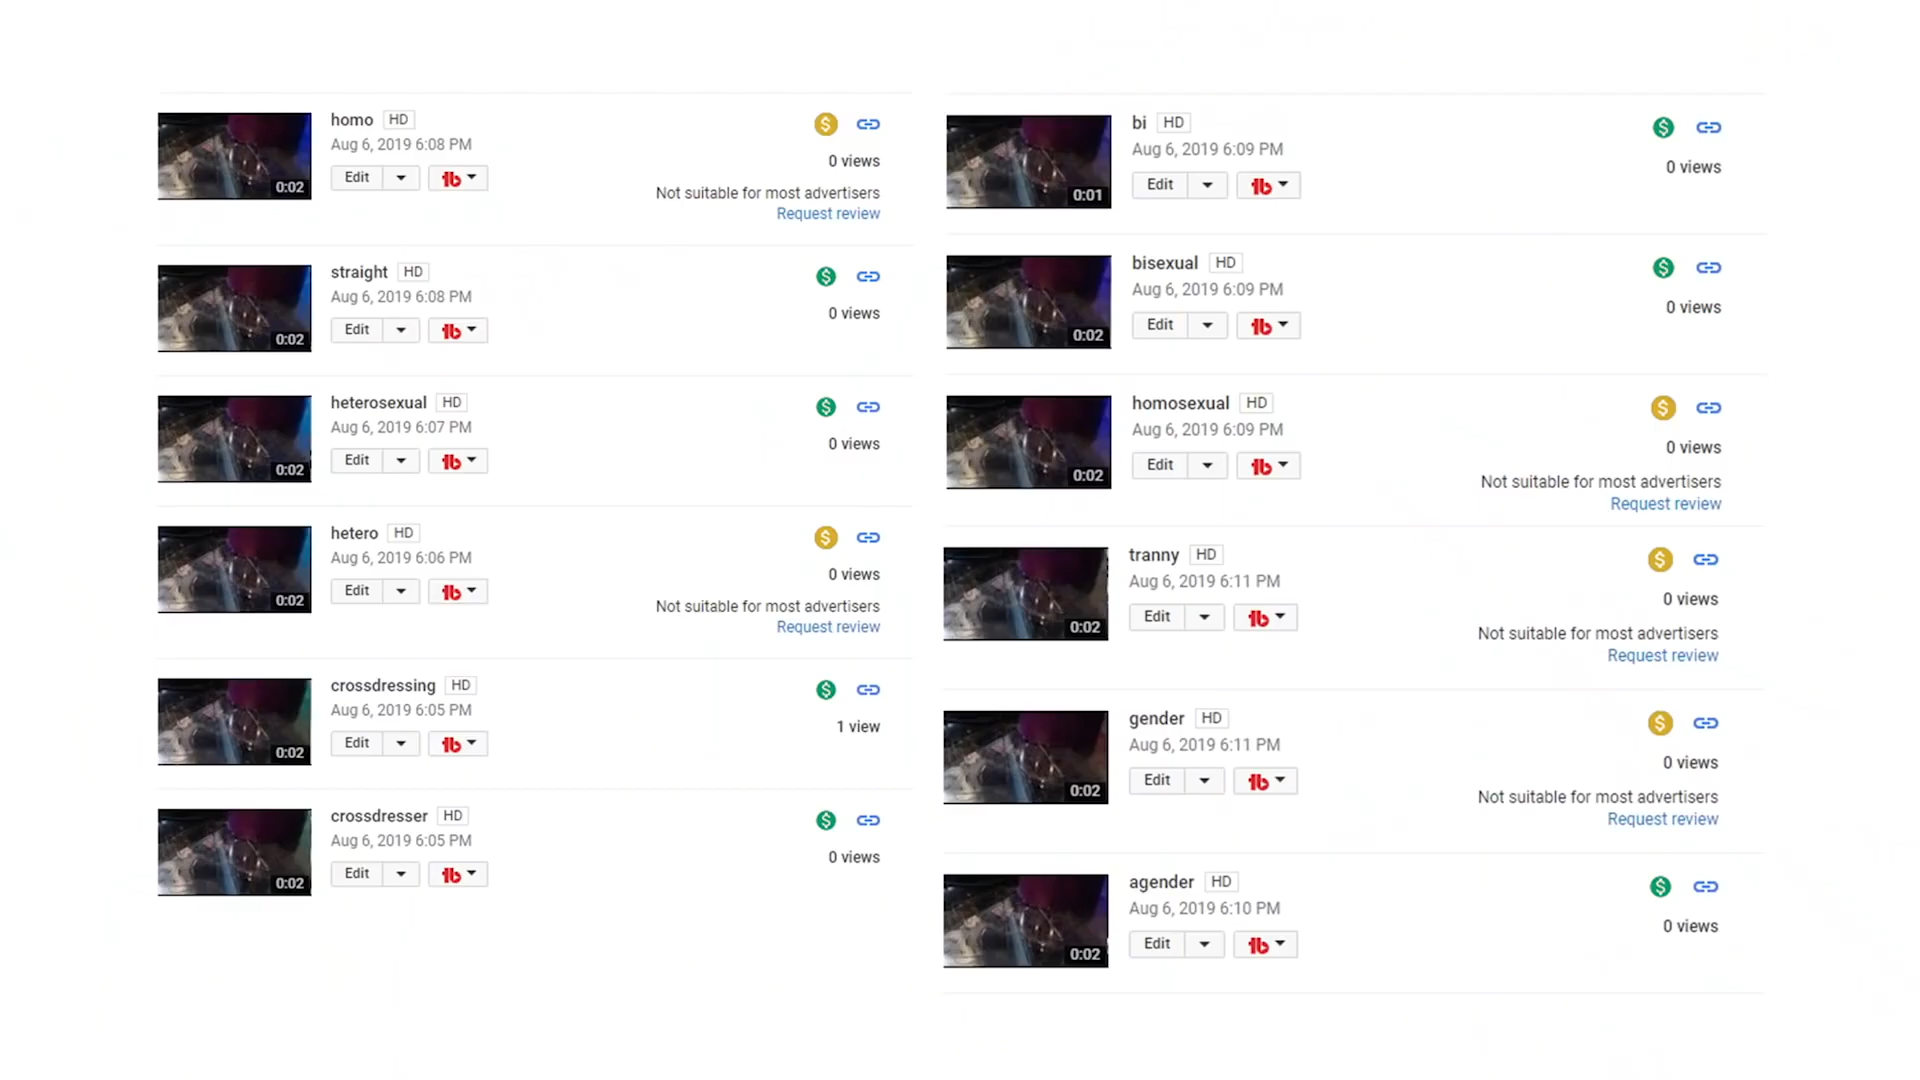 homo HD
Aug 6, 2019 6:08 PM
0 views
Edit
0:02
Not suitable for most advertisers
Request review
straight HD
Aug 6, 2019 6:08 PM
0 views
Edit
0:02
heterosexual HD
Aug 6, 2019 6:07 PM
0 views
Edit
0:02
hetero HD
Aug 6, 2019 6:06 PM
0 views
Edit
0:02
Not suitable for most advertisers
Request review
crossdressing HD
Aug 6, 2019 6:05 PM
1 view
Edit
0:02
crossdresser HD
Aug 6, 2019 6:05 PM
0 views
Edit
0:02
bi HD
Aug 6, 2019 6:09 PM
0 views
Edit
0:01
bisexual HD
Aug 6, 2019 6:09 PM
0 views
Edit
0:02
homosexual HD
Aug 6, 2019 6:09 PM
0 views
Edit
0:02
Not suitable for most advertisers
Request review
tranny HD
Aug 6, 2019 6:11 PM
0 views
Edit
0:02
Not suitable for most advertisers
Request review
gender HD
Aug 6, 2019 6:11 PM
0 views
Edit
0:02
Not suitable for most advertisers
Request review
agender HD
Aug 6, 2019 6:10 PM
0 views
Edit
0:02